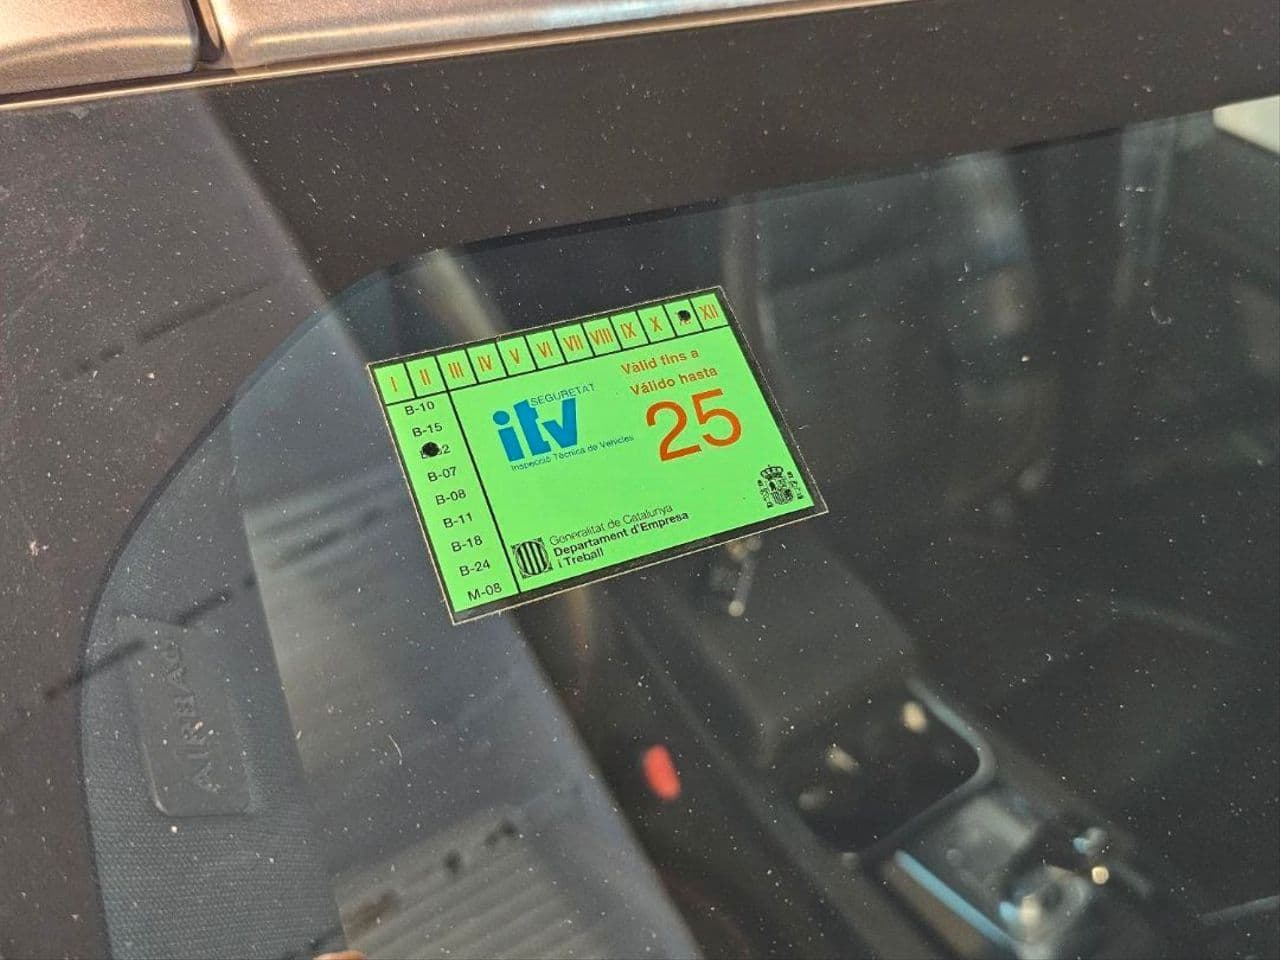 I II III IV V VI VII VIII IX X XII
B-10
B-15
B-07
B-08
B-11
B-18
B-24
M-08
SEGURETAT
itv
Inspecció Tècnica de Vehicles
Vàlid fins a
Válido hasta
25
Generalitat de Catalunya
Departament d'Empresa
i Treball
AIRBAG